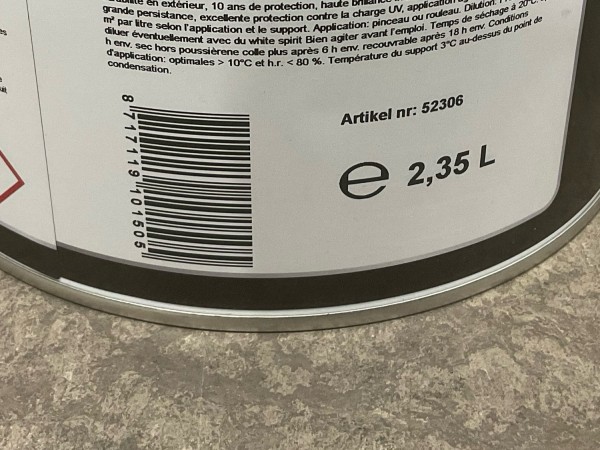 en extérieur, 10 ans de protection, haute
grande persistance, excellente protection contre la charge UV, application
m² par litre selon l'application et le support. Application: pinceau ou rouleau. Dilution:
diluer éventuellement avec du white spirit Bien agiter avant l'emploi. Temps de séchage à 20°C:
h env. sec hors poussièrene colle plus après 6 h env. recouvrable après 18 h env. Conditions
d'application: optimales > 10°C et h.r. < 80 %. Température du support 3°C au-dessus du point de
condensation.
Artikel nr: 52306
e 2,35 L
8 717119 101505